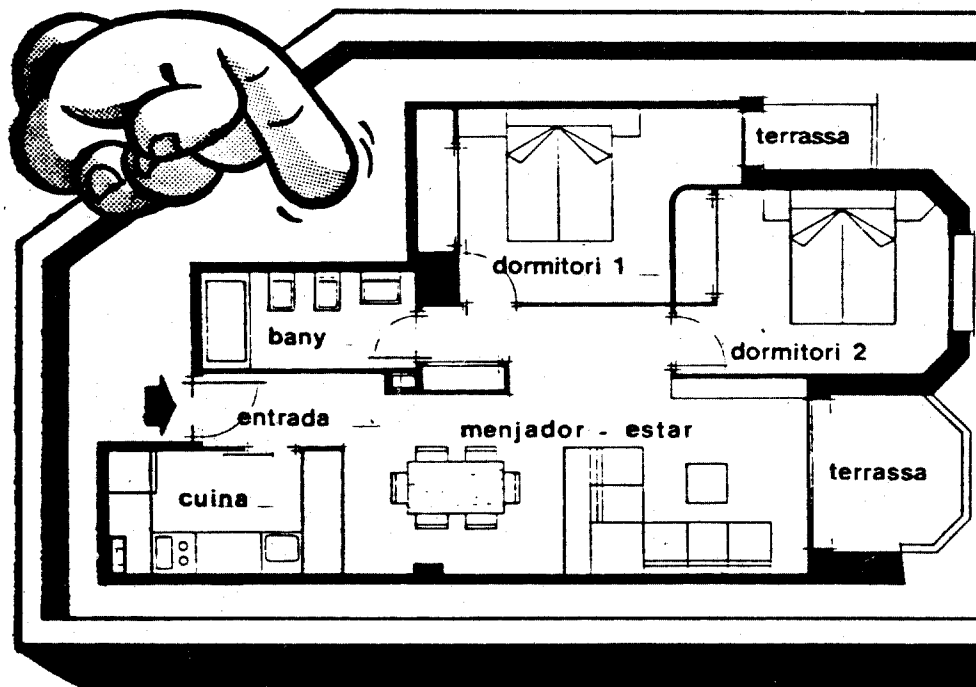 terrassa
dormitori 1
bany
dormitori 2
entrada
menjador - estar
terrassa
cuina